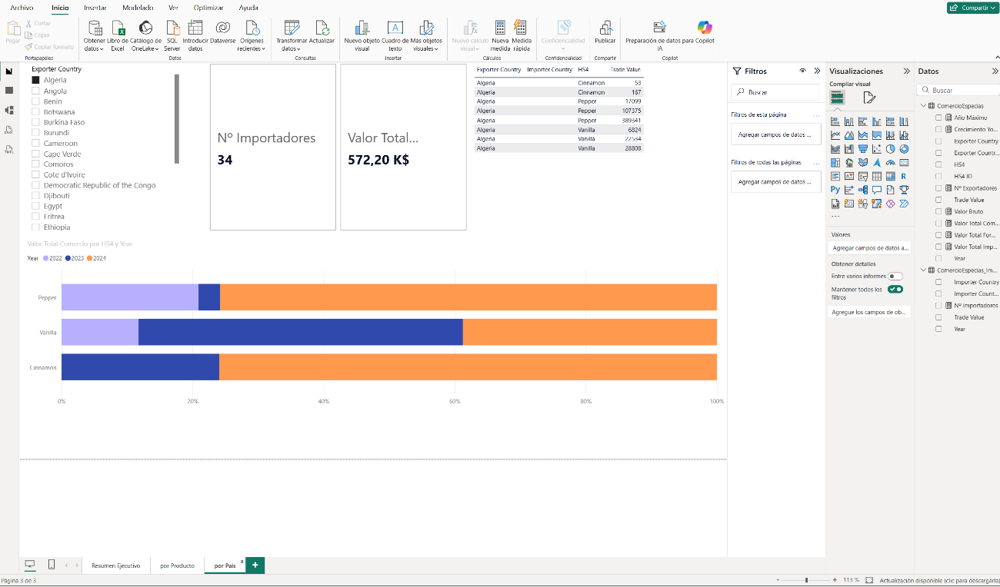 Archivo Inicio Insertar Modelado Ver Optimizar Ayuda Compartir
Pegar
Cortar
Copia
Copiar formato
Portapapeles
Obtener datos
Libro de Excel
Catálogo de OneLake
SQL Server
Introducir datos
Dataverse
Orígenes recientes
Datos
Transformar datos
Actualizar
Consultas
Nuevo objeto visual
Cuadro de texto
Más objetos visuales
Insertar
Nuevo cálculo visual
Nueva medida
Medida rápida
Cálculos
Confidencialidad
Confidencialidad
Publicar
Compartir
Preparación de datos para IA
Copilot
Copilot
Exporter Country
Algeria
Angola
Benin
Botswana
Burkina Faso
Burundi
Cameroon
Cape Verde
Comoros
Cote d'Ivoire
Democratic Republic of the Congo
Djibouti
Egypt
Eritrea
Ethiopia
Nº Importadores
34
Valor Total...
572,20 K$
Exporter Country Importer Country HS4 Trade Value
Algeria Cinnamon 53
Algeria Cinnamon 167
Algeria Pepper 17099
Algeria Pepper 107375
Algeria Pepper 389341
Algeria Vanilla 6824
Algeria Vanilla 22534
Algeria Vanilla 28808
Valor Total Comercio por HS4 y Year
Year 2022 2023 2024
Pepper
Vanilla
Cinnamon
0% 20% 40% 60% 80% 100%
Filtros
Buscar
Filtros de esta página ...
Agregar campos de datos ...
Filtros de todas las páginas ...
Agregar campos de datos ...
Visualizaciones
Compilar visual
R
Py
...
Valores
Agregar campos de datos a...
Obtener detalles
Entre varios informes
Mantener todos los filtros
Agregue los campos de ob...
Datos
Buscar
ComercioEspecias
Año Máximo
Crecimiento Yo...
Exporter Country
Exporter Countr...
HS4
HS4 ID
Nº Exportadores
Trade Value
Valor Bruto
Valor Total Com...
Valor Total For...
Valor Total Imp...
Year
ComercioEspecias_Im...
Importer Country
Importer Count...
Nº Importadores
Trade Value
Year
Resumen Ejecutivo por Producto por País x +
Página 3 de 3
- + 113 % Actualización disponible (clic para descargarla)